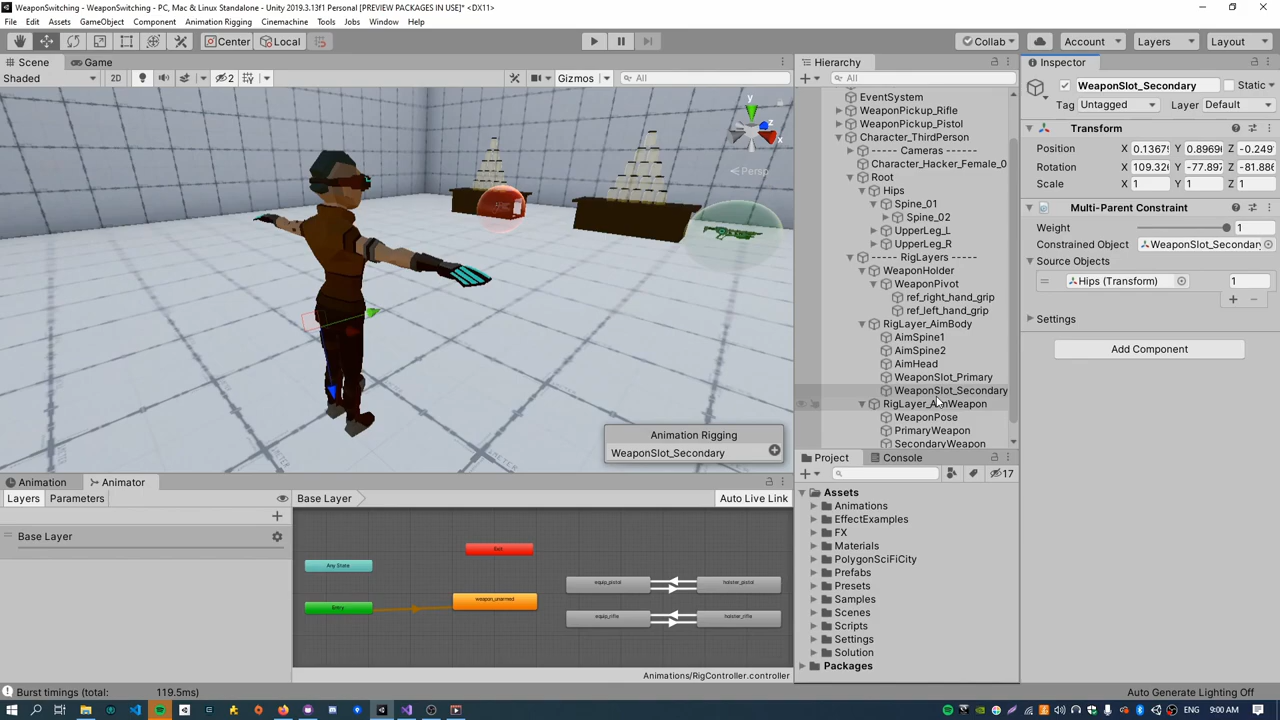 WeaponSwitching - WeaponSwitching - PC, Mac & Linux Standalone - Unity 2019.3.13f1 Personal [PREVIEW PACKAGES IN USE]* <DX11>
File Edit Assets GameObject Component Animation Rigging Cinemachine Tools Jobs Window Help
Center Local Collab Account Layers Layout
Scene Game
Shaded 2D 2 Gizmos All
y
z
x
Persp
Animation Rigging
WeaponSlot_Secondary
Animation Animator
Layers Parameters Base Layer Auto Live Link
Base Layer
Exit
Any State
Entry
weapon_unarmed
equip_pistol
holster_pistol
equip_rifle
holster_rifle
Animations/RigController.controller
Hierarchy
All
EventSystem
WeaponPickup_Rifle
WeaponPickup_Pistol
Character_ThirdPerson
----- Cameras ------
Character_Hacker_Female_0
Root
Hips
Spine_01
Spine_02
UpperLeg_L
UpperLeg_R
----- RigLayers -----
WeaponHolder
WeaponPivot
ref_right_hand_grip
ref_left_hand_grip
RigLayer_AimBody
AimSpine1
AimSpine2
AimHead
WeaponSlot_Primary
WeaponSlot_Secondary
RigLayer_AimWeapon
WeaponPose
PrimaryWeapon
SecondaryWeapon
Project Console
17
Assets
Animations
EffectExamples
FX
Materials
PolygonSciFiCity
Prefabs
Presets
Samples
Scenes
Scripts
Settings
Solution
Packages
Inspector
WeaponSlot_Secondary Static
Tag Untagged Layer Default
Transform
Position X 0.1367 Y 0.8969 Z -0.249
Rotation X 109.326 Y -77.897 Z -81.886
Scale X 1 Y 1 Z 1
Multi-Parent Constraint
Weight 1
Constrained Object WeaponSlot_Secondary
Source Objects
Hips (Transform) 1
Settings
Add Component
Burst timings (total: 119.5ms)
Auto Generate Lighting Off
9:00 AM